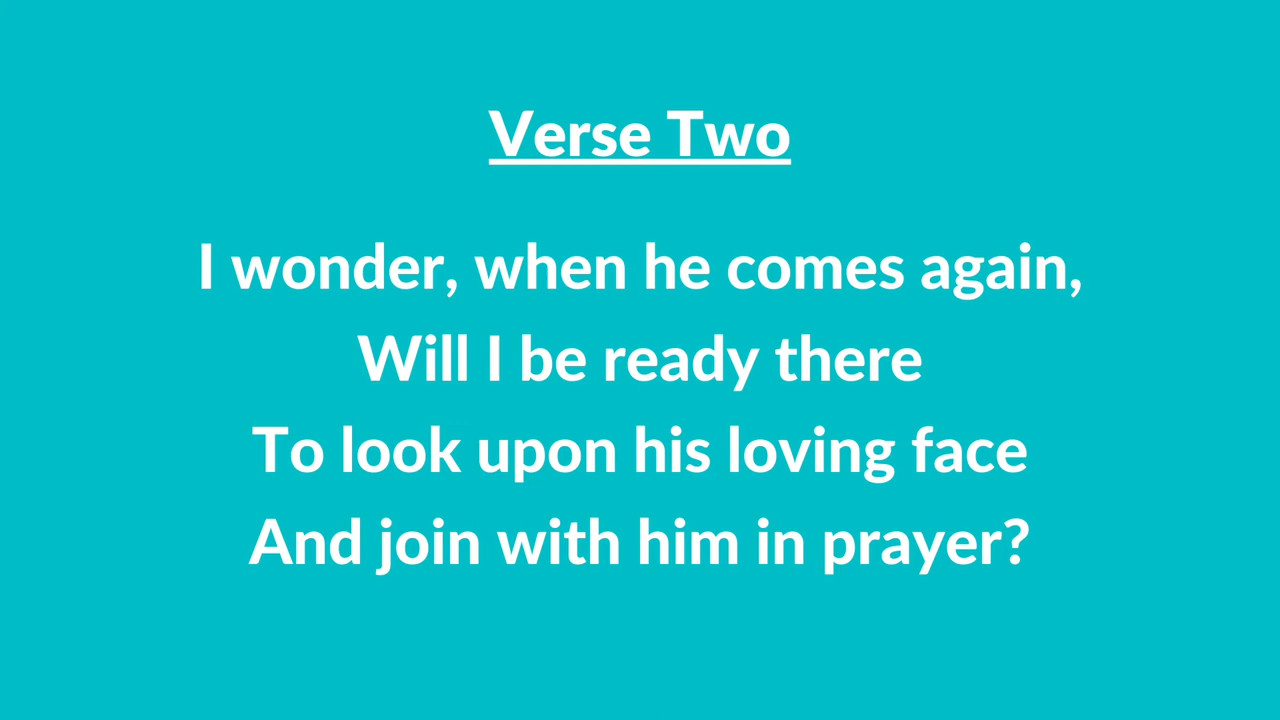 Verse Two
I wonder, when he comes again,
Will I be ready there
To look upon his loving face
And join with him in prayer?